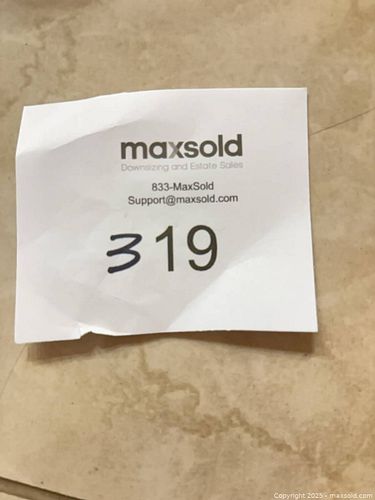 maxsold
Downsizing and Estate Sales
833-MaxSold
Support@maxsold.com
319
Copyright 2025 - maxsold.com